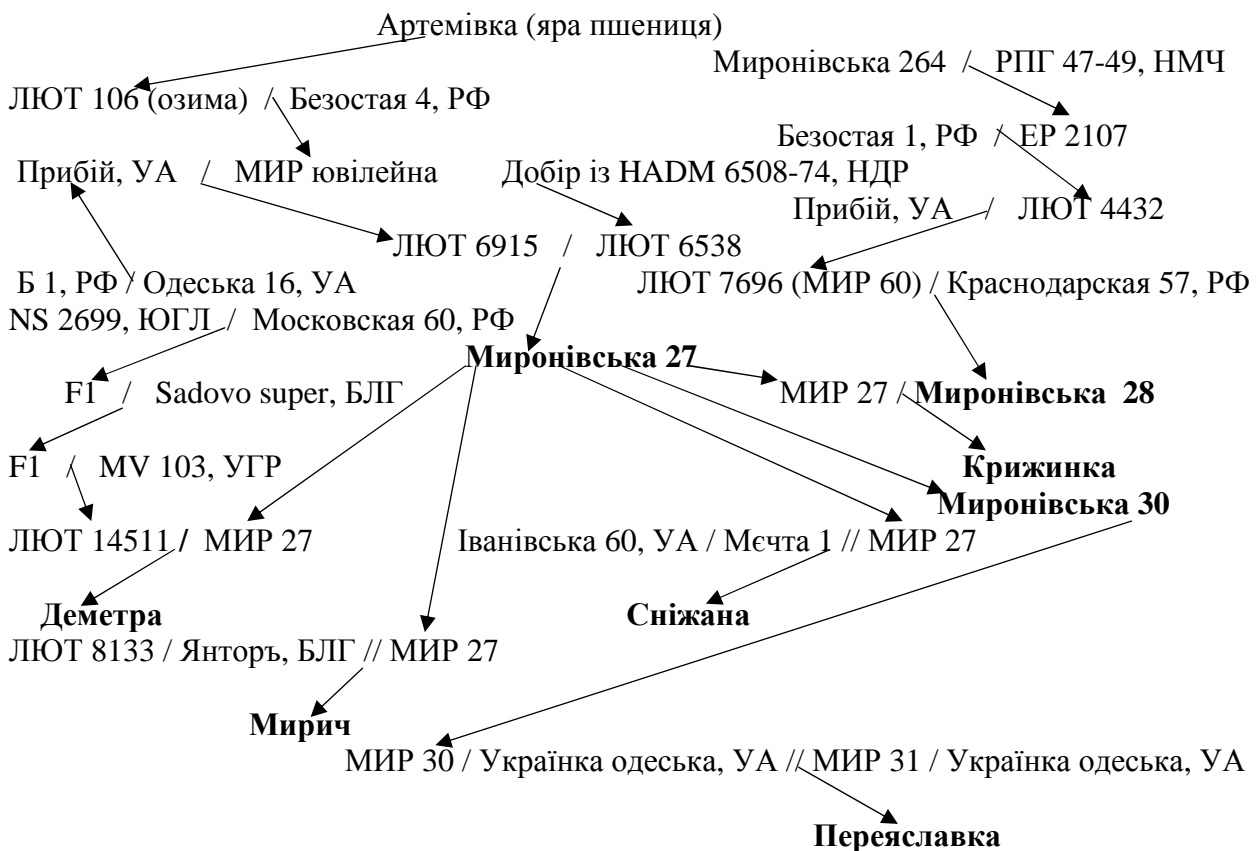 Артемівка (яра пшениця)
Миронівська 264 / РПГ 47-49, НМЧ
ЛЮТ 106 (озима) / Безостая 4, РФ
Безостая 1, РФ / ЕР 2107
Прибій, УА / МИР ювілейна
Добір із HADM 6508-74, НДР
Прибій, УА / ЛЮТ 4432
ЛЮТ 6915 / ЛЮТ 6538
Б 1, РФ / Одеська 16, УА
ЛЮТ 7696 (МИР 60) / Краснодарская 57, РФ
NS 2699, ЮГЛ / Московская 60, РФ
Миронівська 27
F1 / Sadovo super, БЛГ
МИР 27 / Миронівська 28
F1 / MV 103, УГР
Крижинка
Миронівська 30
ЛЮТ 14511 / МИР 27
Іванівська 60, УА / Мєчта 1 // МИР 27
Деметра
Сніжана
ЛЮТ 8133 / Янторъ, БЛГ // МИР 27
Мирич
МИР 30 / Українка одеська, УА // МИР 31 / Українка одеська, УА
Переяславка